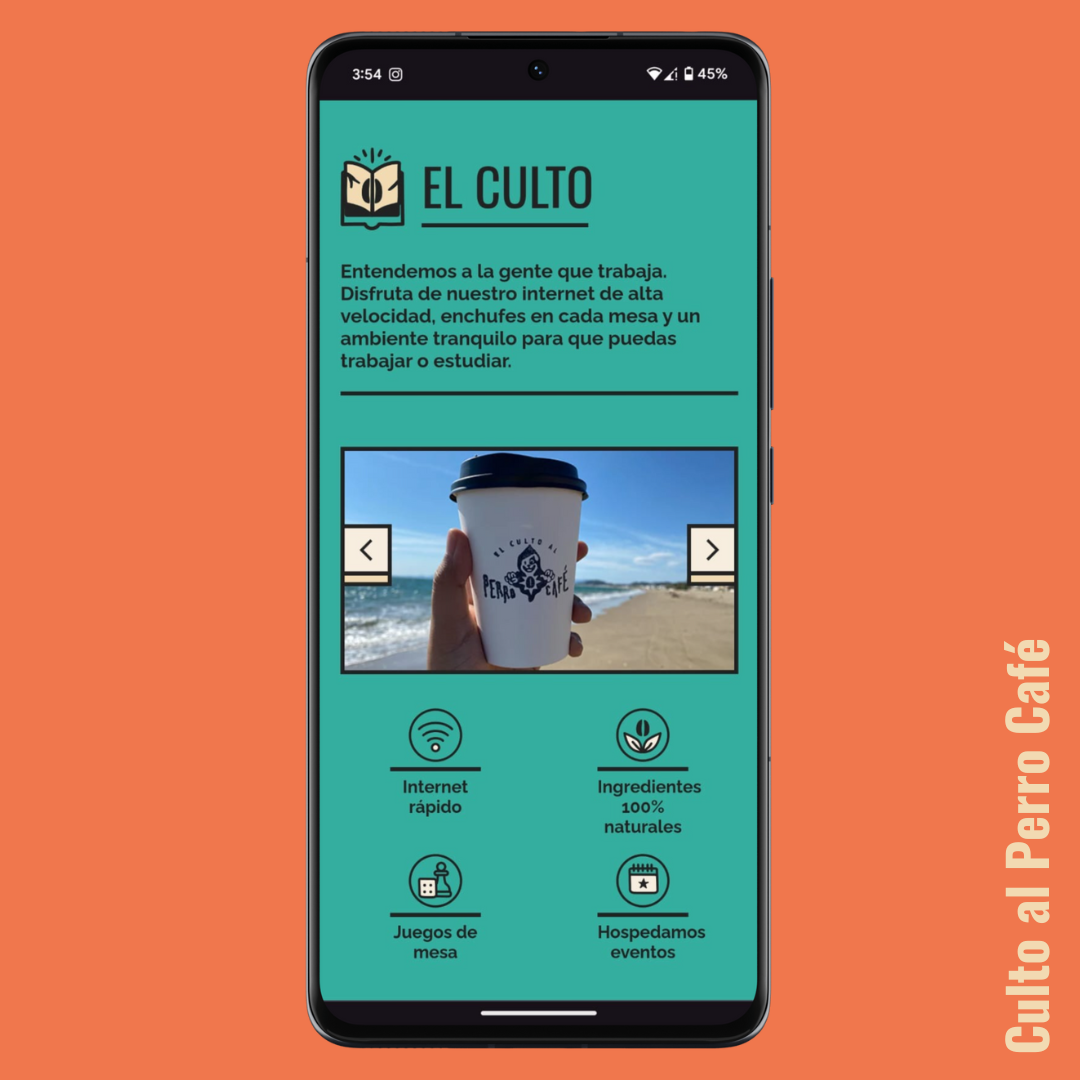 3:54
45%
EL CULTO
Entendemos a la gente que trabaja.
Disfruta de nuestro internet de alta
velocidad, enchufes en cada mesa y un
ambiente tranquilo para que puedas
trabajar o estudiar.
EL CULTO AL
PERRO CAFÉ
Internet
rápido
Ingredientes
100%
naturales
Juegos de
mesa
Hospedamos
eventos
Culto al Perro Café